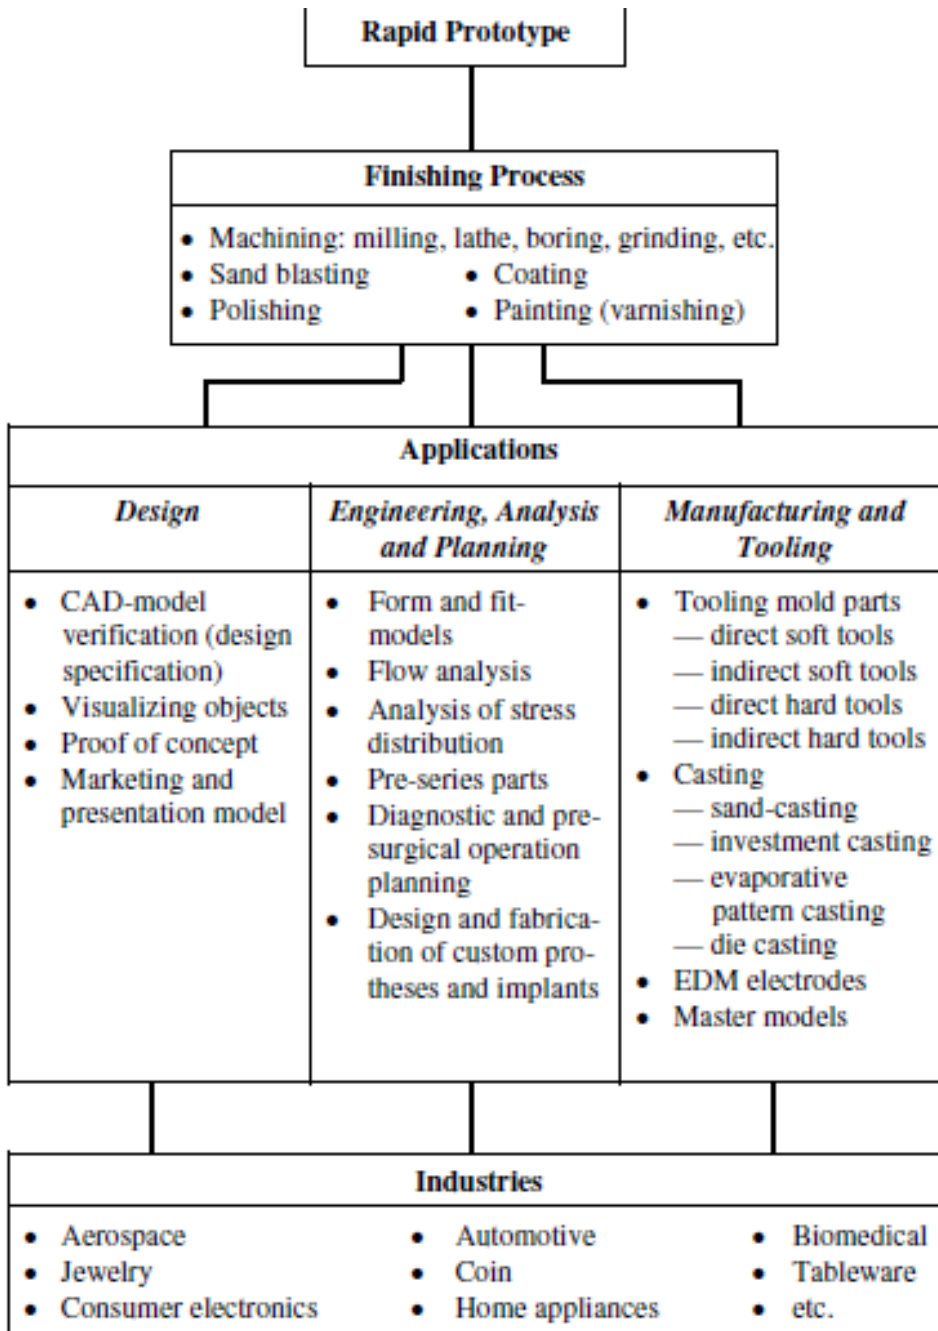 Rapid Prototype
Finishing Process
• Machining: milling, lathe, boring, grinding, etc.
• Sand blasting • Coating
• Polishing • Painting (varnishing)
Applications
Design
• CAD-model
verification (design
specification)
• Visualizing objects
• Proof of concept
• Marketing and
presentation model
Engineering, Analysis
and Planning
• Form and fit-
models
• Flow analysis
• Analysis of stress
distribution
• Pre-series parts
• Diagnostic and pre-
surgical operation
planning
• Design and fabrica-
tion of custom pro-
theses and implants
Manufacturing and
Tooling
• Tooling mold parts
— direct soft tools
— indirect soft tools
— direct hard tools
— indirect hard tools
• Casting
— sand-casting
— investment casting
— evaporative
pattern casting
— die casting
• EDM electrodes
• Master models
Industries
• Aerospace • Automotive • Biomedical
• Jewelry • Coin • Tableware
• Consumer electronics • Home appliances • etc.